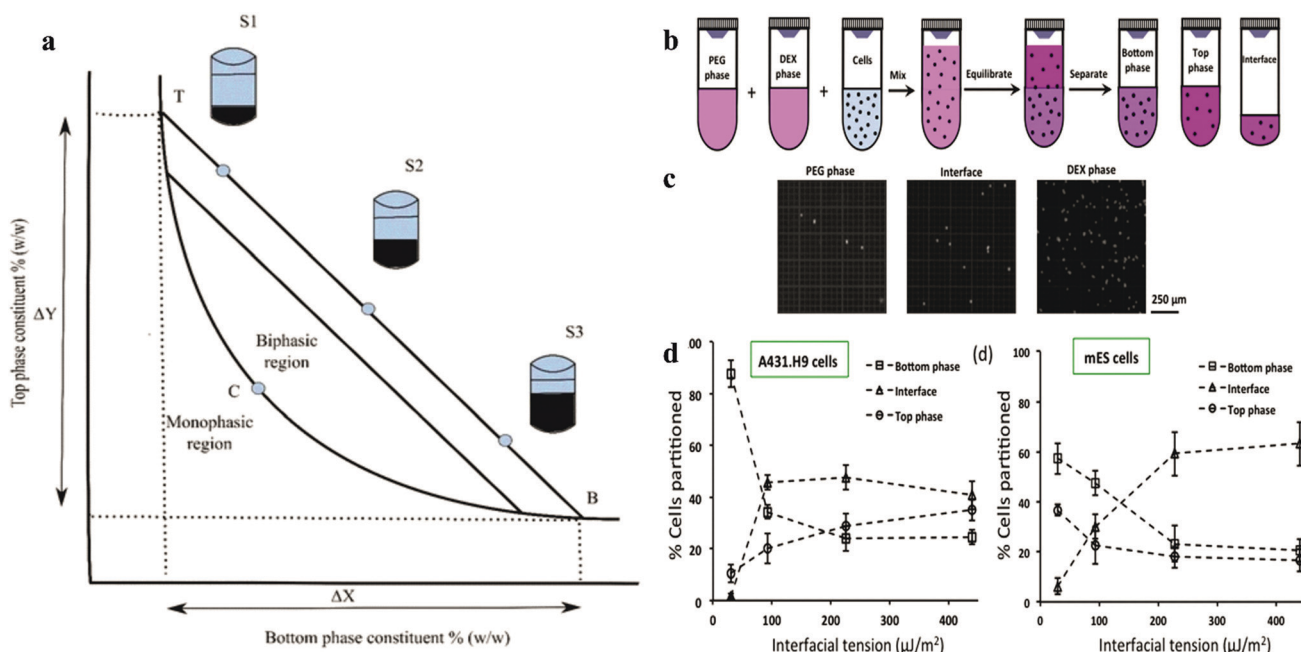 a
S1
T
S2
S3
ΔY
Top phase constituent % (w/w)
Biphasic
region
C
Monophasic
region
B
ΔX
Bottom phase constituent % (w/w)
b
PEG
phase
+
DEX
phase
+
Cells
Mix
Equilibrate
Separate
Bottom
phase
Top
phase
Interface
c
PEG phase
Interface
DEX phase
250 μm
d
A431.H9 cells
Bottom phase
Interface
Top phase
100
80
60
40
20
0
% Cells partitioned
0 100 200 300 400
Interfacial tension (μJ/m²)
(d)
mES cells
Bottom phase
Interface
Top phase
100
80
60
40
20
0
% Cells partitioned
0 100 200 300 400
Interfacial tension (μJ/m²)